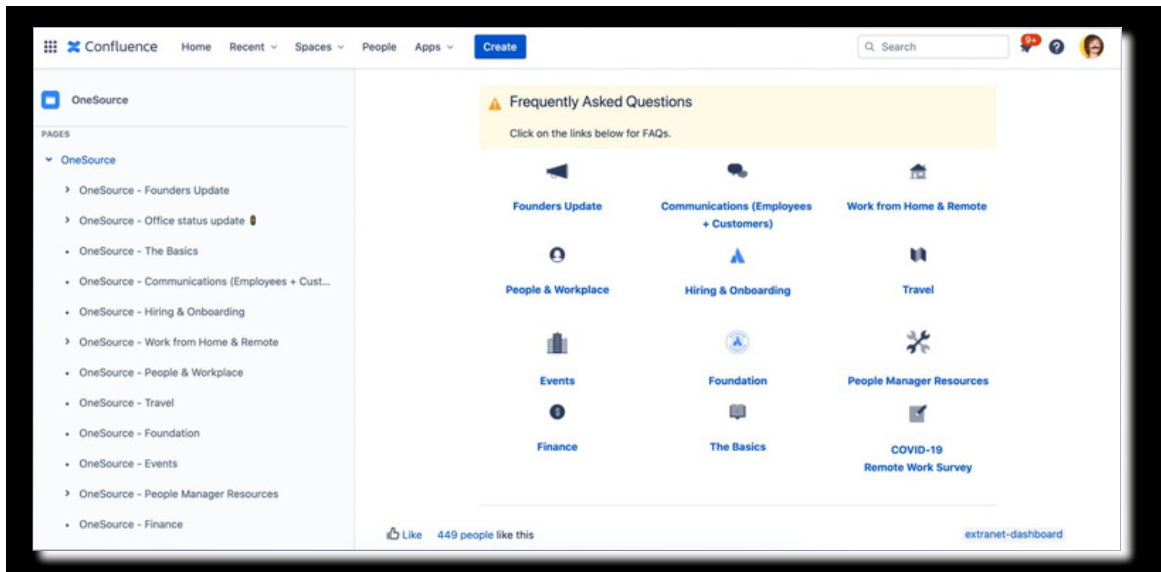 Confluence Home Recent Spaces People Apps Create Search 9+
OneSource
PAGES
OneSource
OneSource - Founders Update
OneSource - Office status update
OneSource - The Basics
OneSource - Communications (Employees + Cust...
OneSource - Hiring & Onboarding
OneSource - Work from Home & Remote
OneSource - People & Workplace
OneSource - Travel
OneSource - Foundation
OneSource - Events
OneSource - People Manager Resources
OneSource - Finance
Frequently Asked Questions
Click on the links below for FAQs.
Founders Update
Communications (Employees
+ Customers)
Work from Home & Remote
People & Workplace
Hiring & Onboarding
Travel
Events
Foundation
People Manager Resources
Finance
The Basics
COVID-19
Remote Work Survey
Like 449 people like this
extranet-dashboard